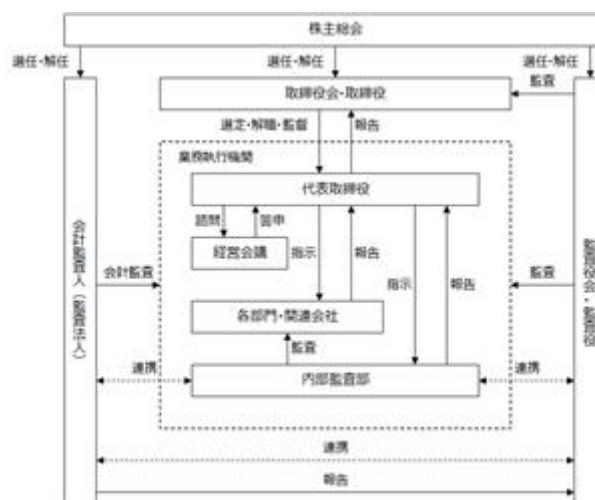 株主総会
選任・解任
選任・解任
選任・解任
取締役会・取締役
監査
選定・解職・監督
報告
業務執行機関
代表取締役
諮問
答申
経営会議
指示
報告
指示
報告
会計監査人(監査法人)
会計監査
監査
監査役会・監査役
各部門・関連会社
監査
連携
内部監査部
連携
連携
報告